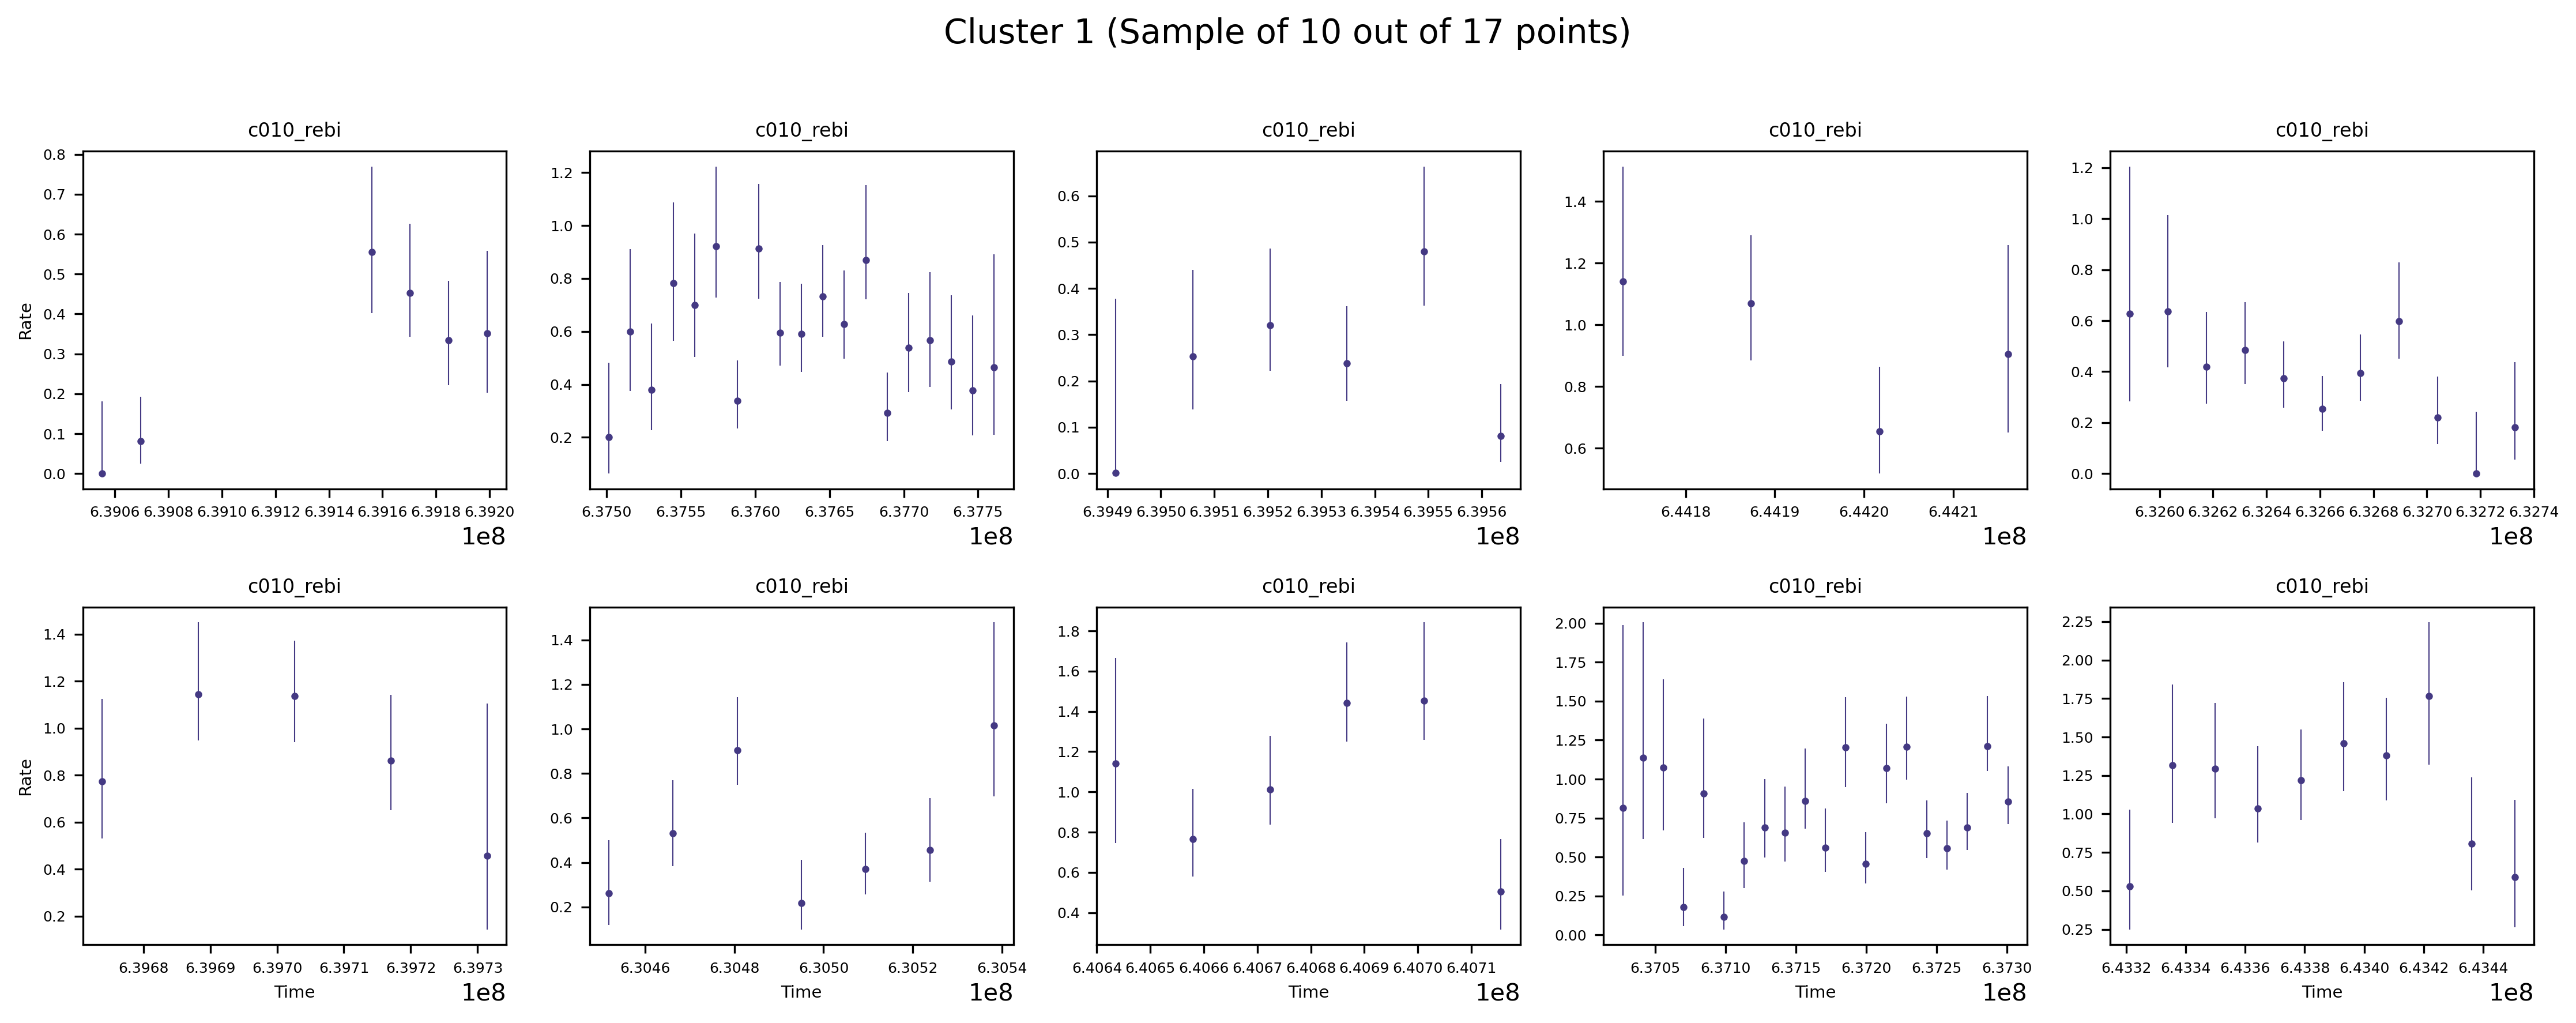 Cluster 1 (Sample of 10 out of 17 points)
c010_rebi c010_rebi c010_rebi c010_rebi c010_rebi
Rate
0.8 0.7 0.6 0.5 0.4 0.3 0.2 0.1 0.0
6.3906 6.3908 6.3910 6.3912 6.3914 6.3916 6.3918 6.3920
1e8
1.2 1.0 0.8 0.6 0.4 0.2
6.3750 6.3755 6.3760 6.3765 6.3770 6.3775
1e8
0.6 0.5 0.4 0.3 0.2 0.1 0.0
6.3949 6.3950 6.3951 6.3952 6.3953 6.3954 6.3955 6.3956
1e8
1.4 1.2 1.0 0.8 0.6
6.4418 6.4419 6.4420 6.4421
1e8
1.2 1.0 0.8 0.6 0.4 0.2 0.0
6.3260 6.3262 6.3264 6.3266 6.3268 6.3270 6.3272 6.3274
1e8
c010_rebi c010_rebi c010_rebi c010_rebi c010_rebi
Rate
1.4 1.2 1.0 0.8 0.6 0.4 0.2
6.3968 6.3969 6.3970 6.3971 6.3972 6.3973
Time 1e8
1.4 1.2 1.0 0.8 0.6 0.4 0.2
6.3046 6.3048 6.3050 6.3052 6.3054
Time 1e8
1.8 1.6 1.4 1.2 1.0 0.8 0.6 0.4
6.4064 6.4065 6.4066 6.4067 6.4068 6.4069 6.4070 6.4071
Time 1e8
2.00 1.75 1.50 1.25 1.00 0.75 0.50 0.25 0.00
6.3705 6.3710 6.3715 6.3720 6.3725 6.3730
Time 1e8
2.25 2.00 1.75 1.50 1.25 1.00 0.75 0.50 0.25
6.4332 6.4334 6.4336 6.4338 6.4340 6.4342 6.4344
Time 1e8